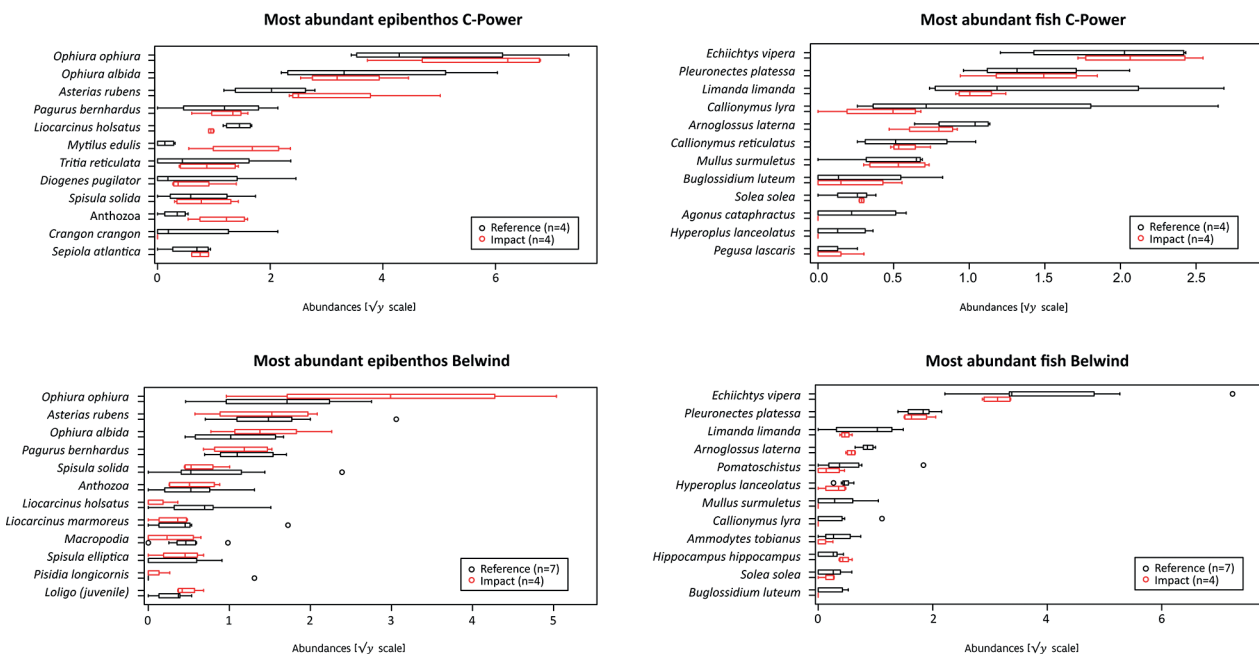 Most abundant epibenthos C-Power
Ophiura ophiura
Ophiura albida
Asterias rubens
Pagurus bernhardus
Liocarcinus holsatus
Mytilus edulis
Tritia reticulata
Diogenes pugilator
Spisula solida
Anthozoa
Crangon crangon
Sepiola atlantica
Reference (n=4)
Impact (n=4)
0 2 4 6
Abundances [√y scale]
Most abundant fish C-Power
Echiichtys vipera
Pleuronectes platessa
Limanda limanda
Callionymus lyra
Arnoglossus laterna
Callionymus reticulatus
Mullus surmuletus
Buglossidium luteum
Solea solea
Agonus cataphractus
Hyperoplus lanceolatus
Pegusa lascaris
Reference (n=4)
Impact (n=4)
0.0 0.5 1.0 1.5 2.0 2.5
Abundances [√y scale]
Most abundant epibenthos Belwind
Ophiura ophiura
Asterias rubens
Ophiura albida
Pagurus bernhardus
Spisula solida
Anthozoa
Liocarcinus holsatus
Liocarcinus marmoreus
Macropodia
Spisula elliptica
Pisidia longicornis
Loligo (juvenile)
Reference (n=7)
Impact (n=4)
0 1 2 3 4 5
Abundances [√y scale]
Most abundant fish Belwind
Echiichtys vipera
Pleuronectes platessa
Limanda limanda
Arnoglossus laterna
Pomatoschistus
Hyperoplus lanceolatus
Mullus surmuletus
Callionymus lyra
Ammodytes tobianus
Hippocampus hippocampus
Solea solea
Buglossidium luteum
Reference (n=7)
Impact (n=4)
0 2 4 6
Abundances [√y scale]